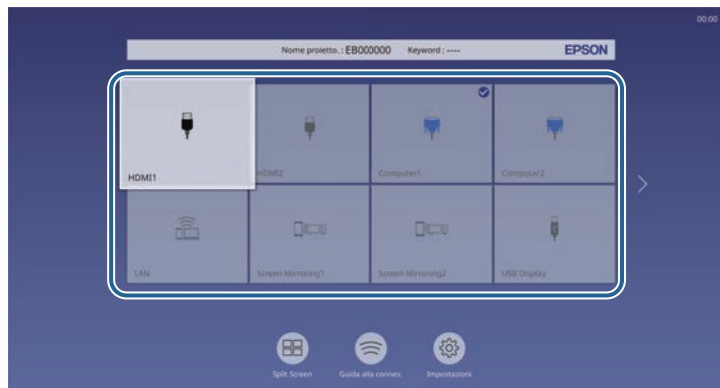 00:00
Nome proietto. : EB000000 Keyword : ---- EPSON
HDMI1 HDMI2 Computer1 Computer2
LAN Screen Mirroring1 Screen Mirroring2 USB Display
Split Screen Guida alla connes. Impostazioni